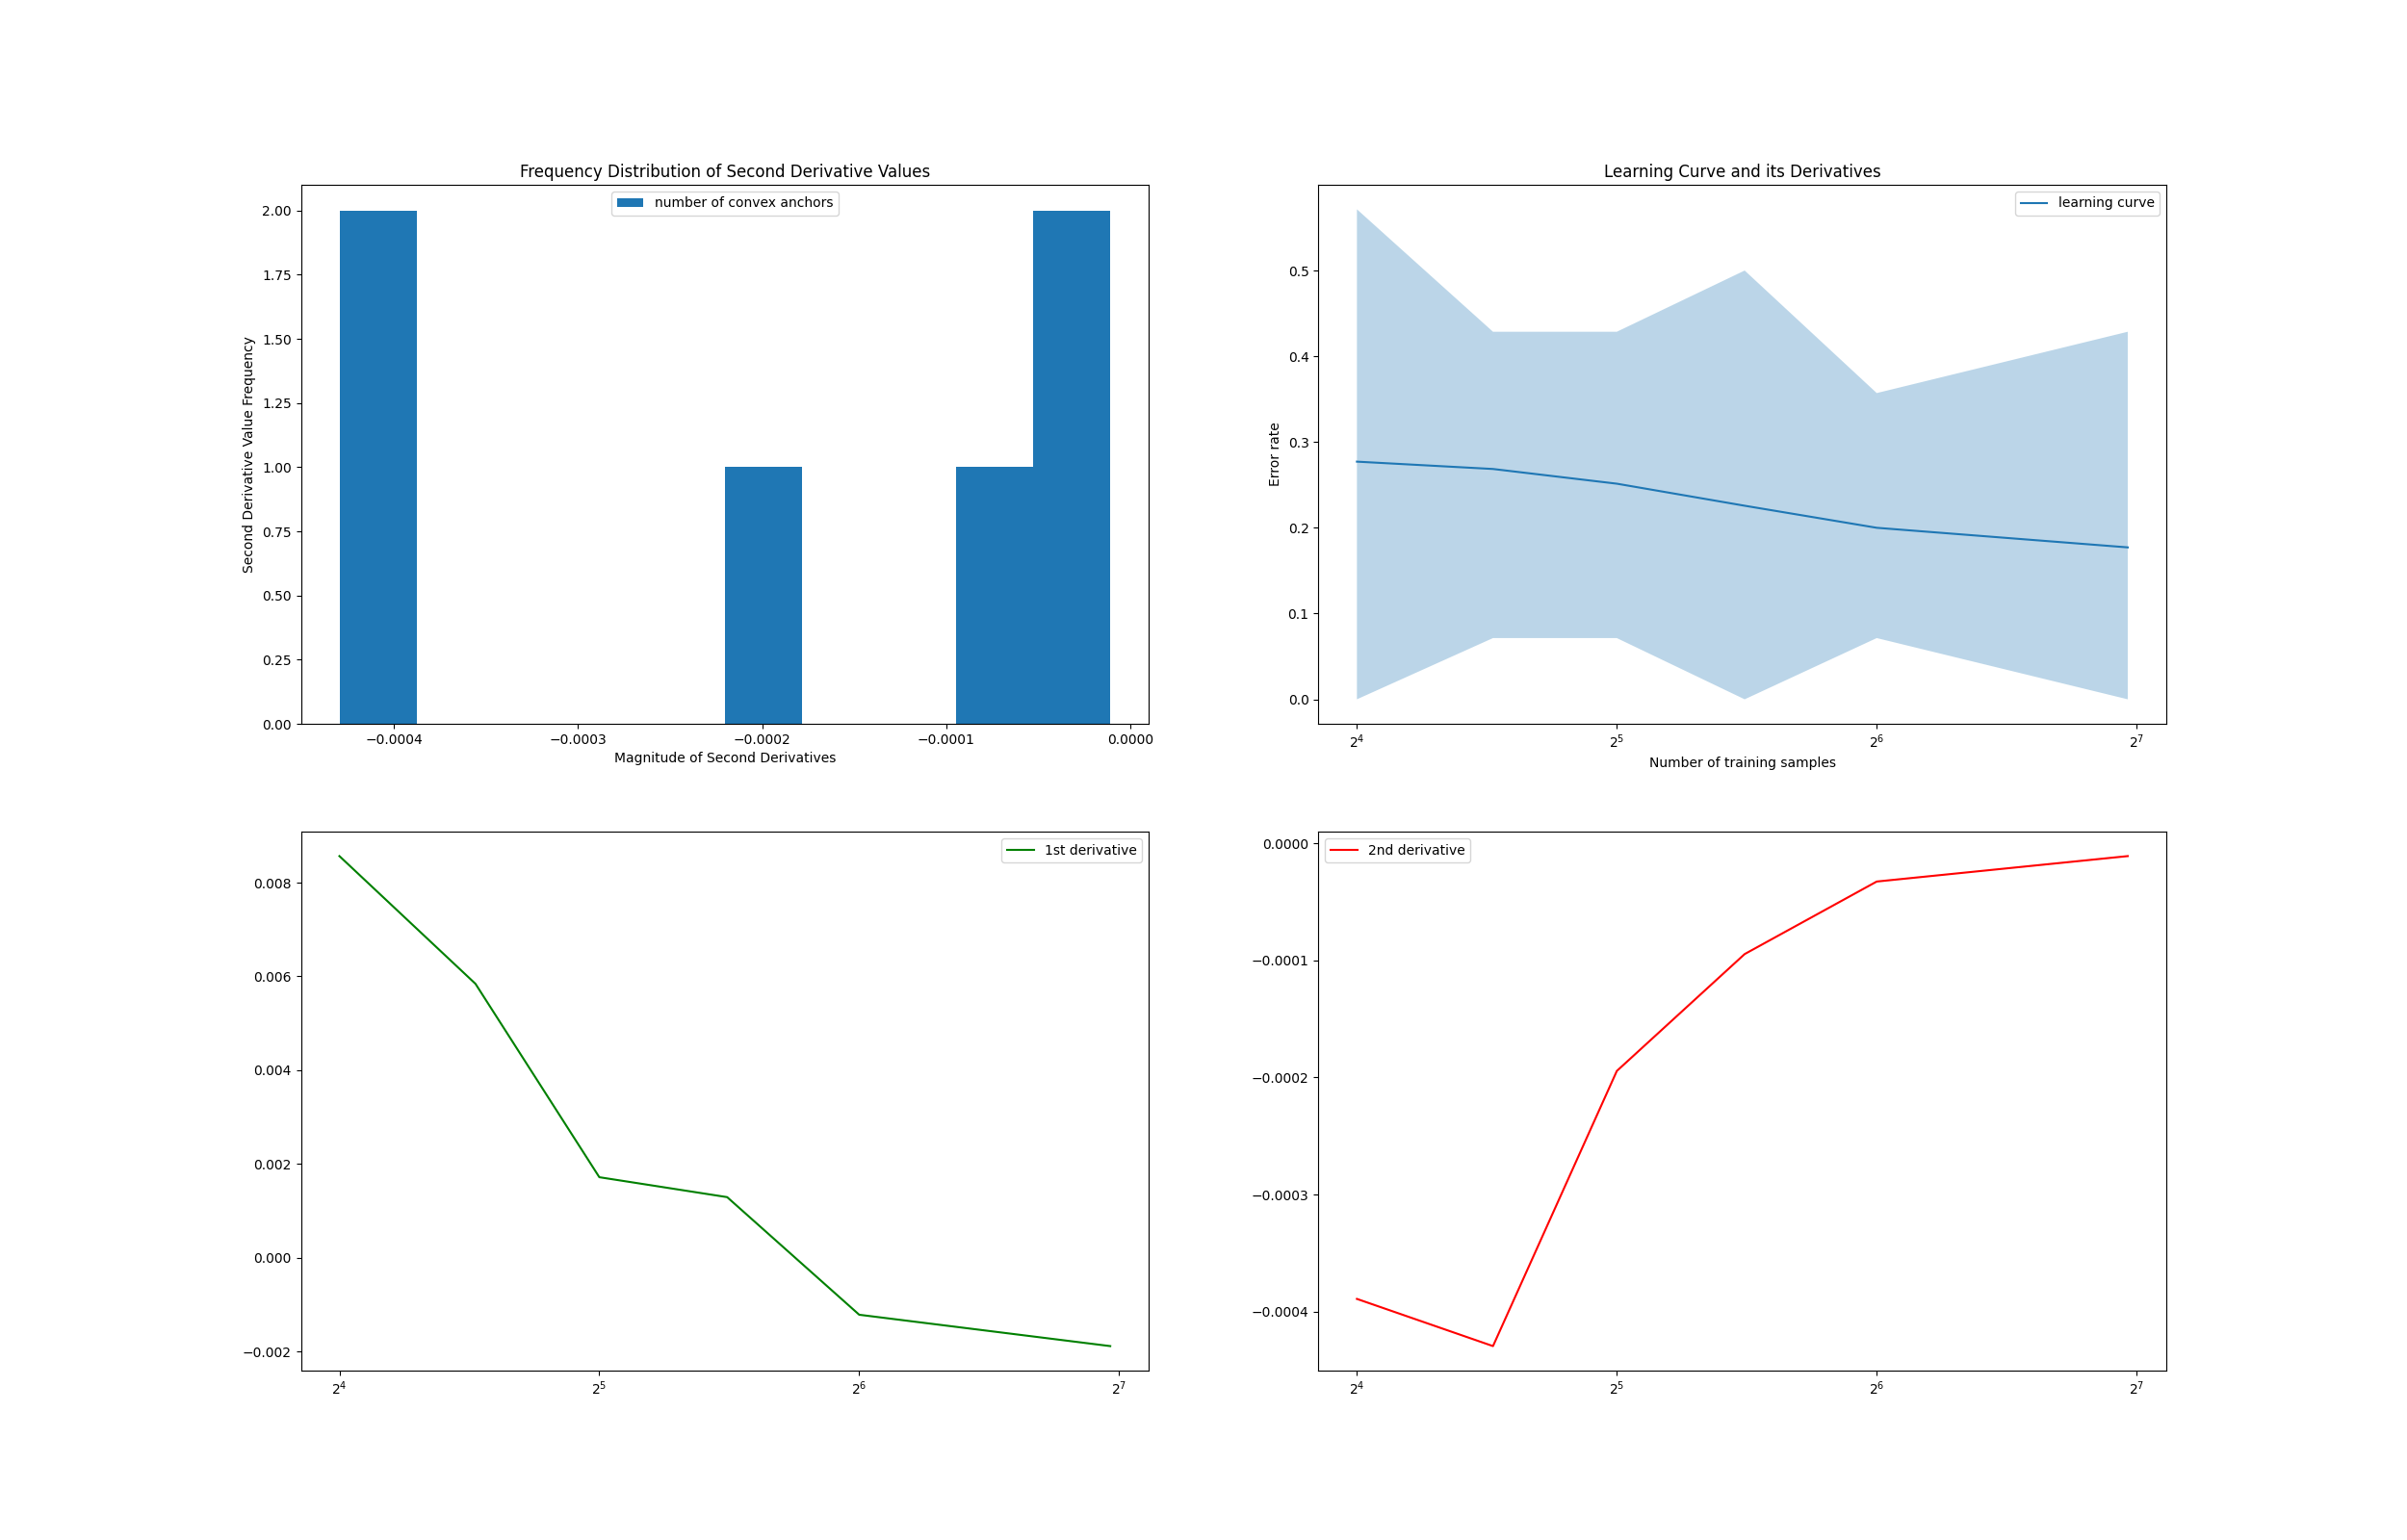 Frequency Distribution of Second Derivative Values
number of convex anchors
2.00
1.75
1.50
1.25
1.00
0.75
0.50
0.25
0.00
Second Derivative Value Frequency
−0.0004 −0.0003 −0.0002 −0.0001 0.0000
Magnitude of Second Derivatives
Learning Curve and its Derivatives
learning curve
0.5
0.4
0.3
0.2
0.1
0.0
Error rate
2⁴ 2⁵ 2⁶ 2⁷
Number of training samples
1st derivative
0.008
0.006
0.004
0.002
0.000
−0.002
2⁴ 2⁵ 2⁶ 2⁷
2nd derivative
0.0000
−0.0001
−0.0002
−0.0003
−0.0004
2⁴ 2⁵ 2⁶ 2⁷